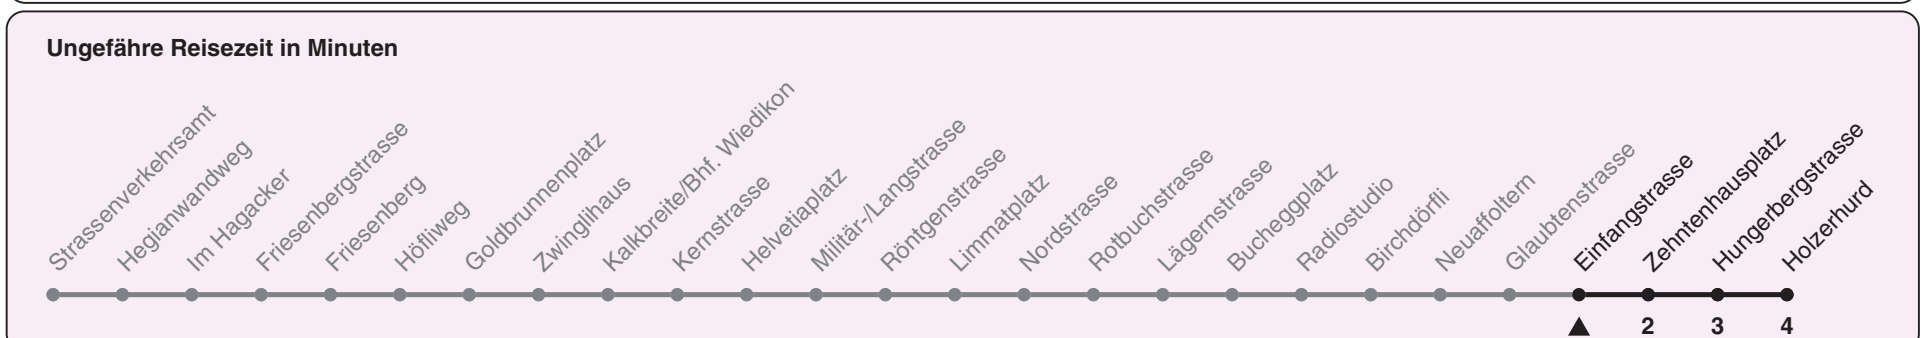 Ungefähre Reisezeit in Minuten
Strassenverkehrsamt
Hegianwandweg
Im Hagacker
Friesenbergstrasse
Friesenberg
Höfliweg
Goldbrunnenplatz
Zwinglihaus
Kalkbreite/Bhf. Wiedikon
Kernstrasse
Helvetiaplatz
Militär-/Langstrasse
Röntgenstrasse
Limmatplatz
Nordstrasse
Rotbuchstrasse
Lägernstrasse
Bucheggplatz
Radiostudio
Birchdörfli
Neuaffoltern
Glaubtenstrasse
Einfangstrasse
Zehntenhausplatz
Hungerbergstrasse
Holzerhurd
2 3 4